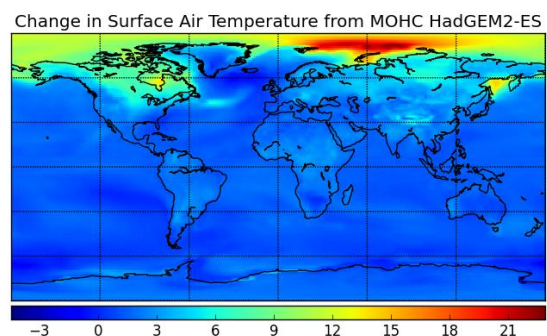 Change in Surface Air Temperature from MOHC HadGEM2-ES
−3 0 3 6 9 12 15 18 21